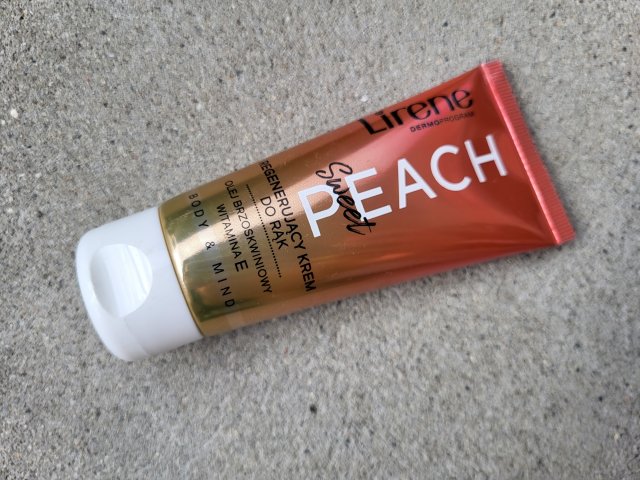 Lirene
DERMOPROGRAM
Sweet
PEACH
REGENERUJĄCY KREM
DO RĄK
OLEJ BRZOSKWINIOWY
WITAMINA E
BODY & MIND